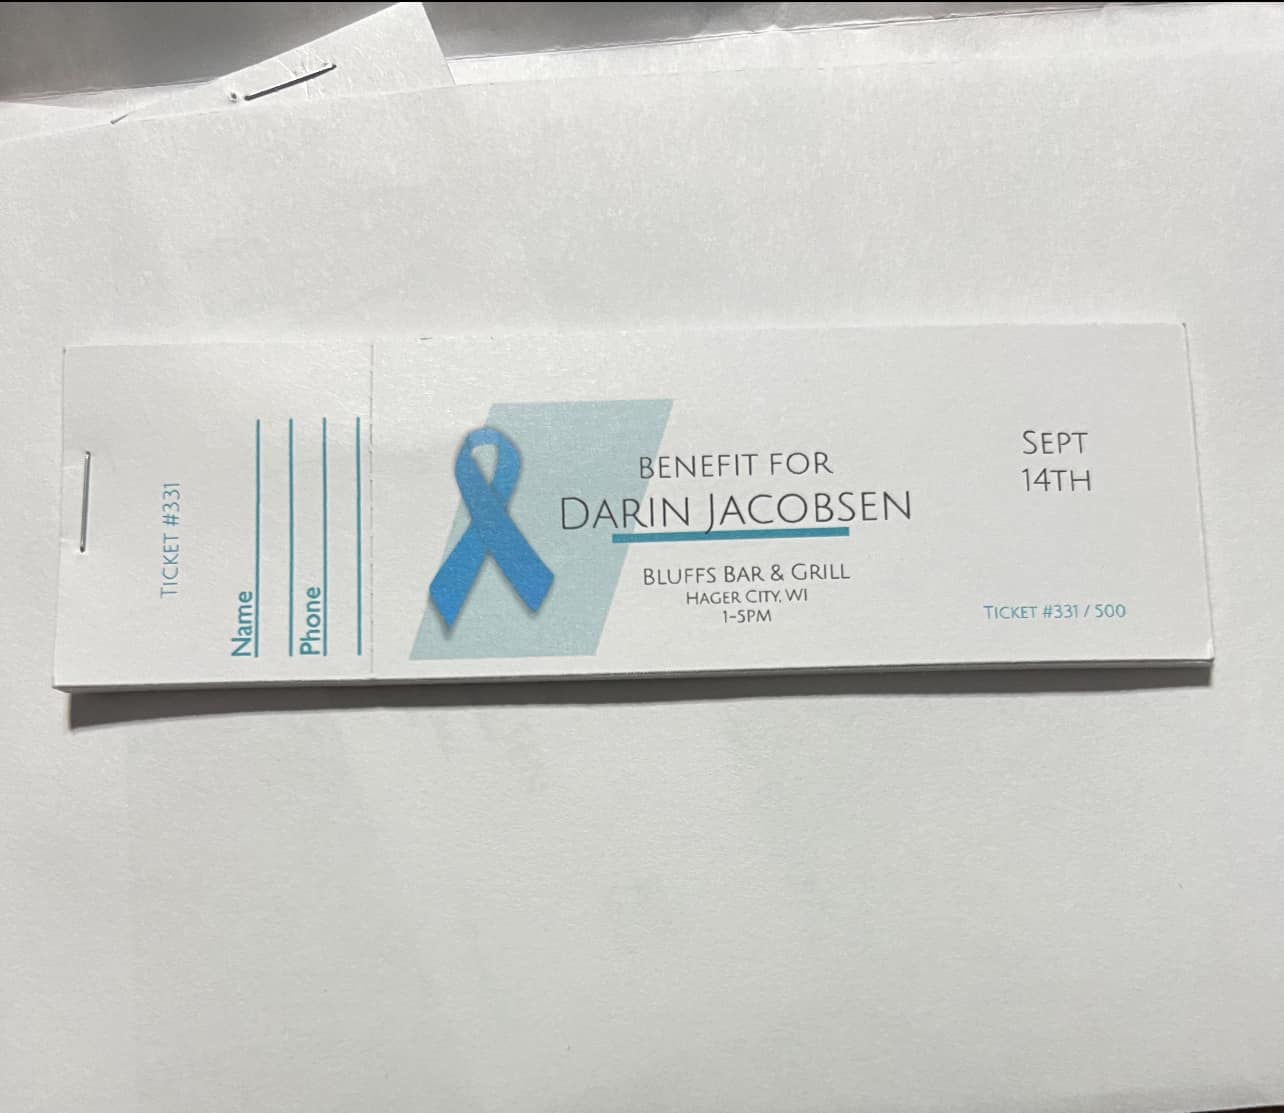 TICKET #331
Name
Phone
BENEFIT FOR
DARIN JACOBSEN
BLUFFS BAR & GRILL
HAGER CITY, WI
1-5PM
SEPT
14TH
TICKET #331 / 500